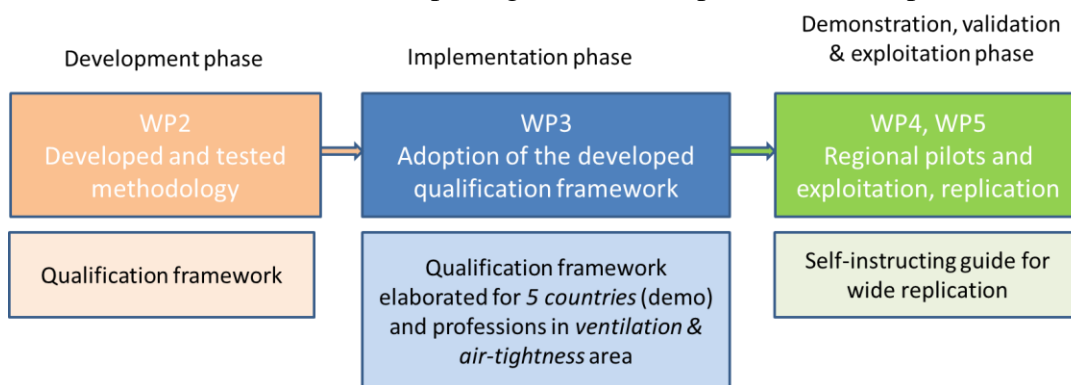 Development phase
Implementation phase
Demonstration, validation
& exploitation phase
WP2
Developed and tested
methodology
WP3
Adoption of the developed
qualification framework
WP4, WP5
Regional pilots and
exploitation, replication
Qualification framework
Qualification framework
elaborated for 5 countries (demo)
and professions in ventilation &
air-tightness area
Self-instructing guide for
wide replication